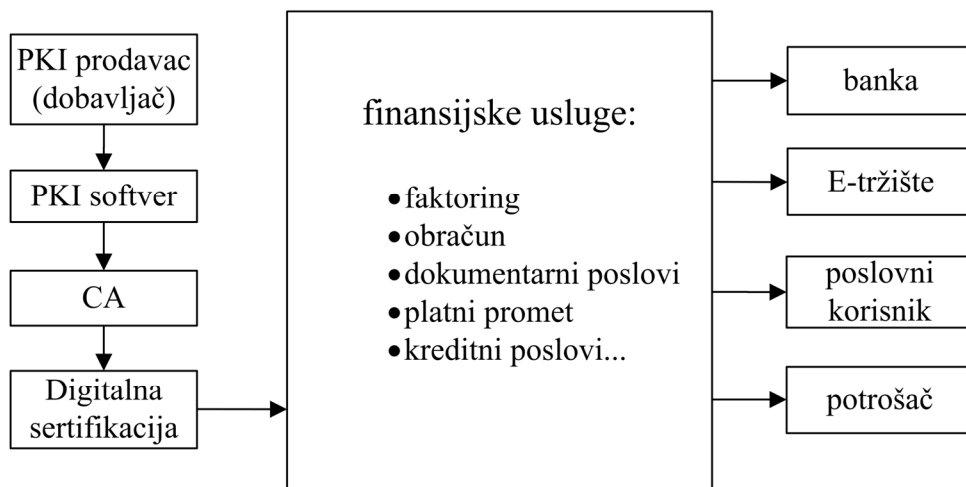 PKI prodavac
(dobavljač)
PKI softver
CA
Digitalna
sertifikacija
finansijske usluge:
•faktoring
•obračun
•dokumentarni poslovi
•platni promet
•kreditni poslovi...
banka
E-tržište
poslovni
korisnik
potrošač